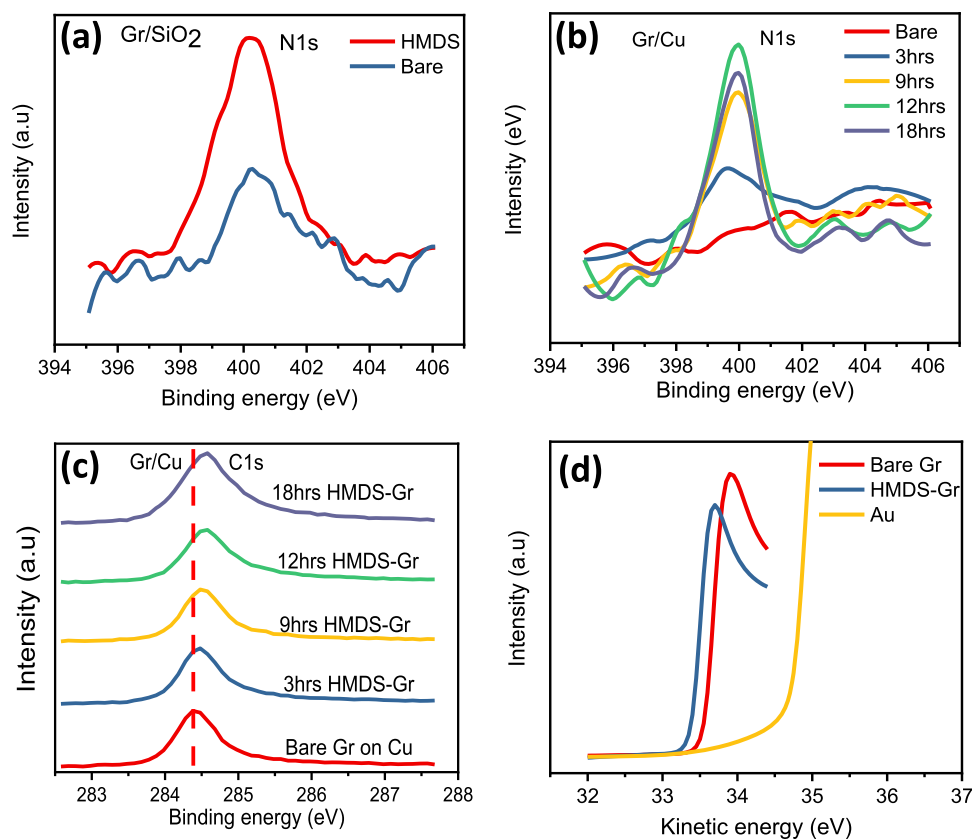 (a)
Gr/SiO2
N1s
HMDS
Bare
Intensity (a.u)
394
396
398
400
402
404
406
Binding energy (eV)
(b)
Gr/Cu
N1s
Bare
3hrs
9hrs
12hrs
18hrs
Intensity (eV)
394
396
398
400
402
404
406
Binding energy (eV)
(c)
Gr/Cu
C1s
18hrs HMDS-Gr
12hrs HMDS-Gr
9hrs HMDS-Gr
3hrs HMDS-Gr
Bare Gr on Cu
Intensity (a.u)
283
284
285
286
287
288
Binding energy (eV)
(d)
Bare Gr
HMDS-Gr
Au
Intensity (a.u)
32
33
34
35
36
37
Kinetic energy (eV)